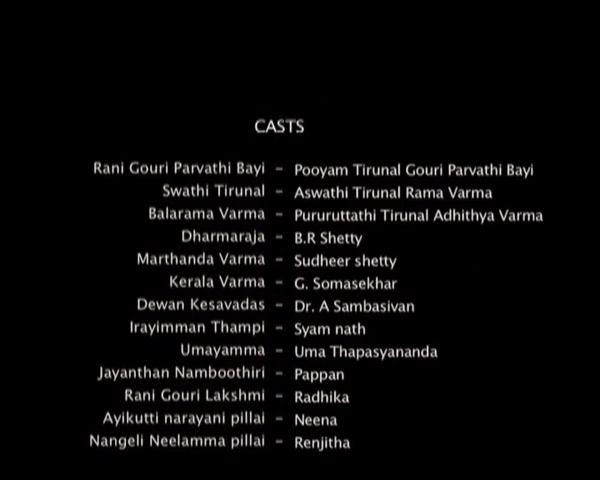 CASTS
Rani Gouri Parvathi Bayi - Pooyam Tirunal Gouri Parvathi Bayi
Swathi Tirunal - Aswathi Tirunal Rama Varma
Balarama Varma - Pururuttathi Tirunal Adhithya Varma
Dharmaraja - B.R Shetty
Marthanda Varma - Sudheer shetty
Kerala Varma - G. Somasekhar
Dewan Kesavadas - Dr. A Sambasivan
Irayimman Thampi - Syam nath
Umayamma - Uma Thapasyananda
Jayanthan Namboothiri - Pappan
Rani Gouri Lakshmi - Radhika
Ayikutti narayani pillai - Neena
Nangeli Neelamma pillai - Renjitha